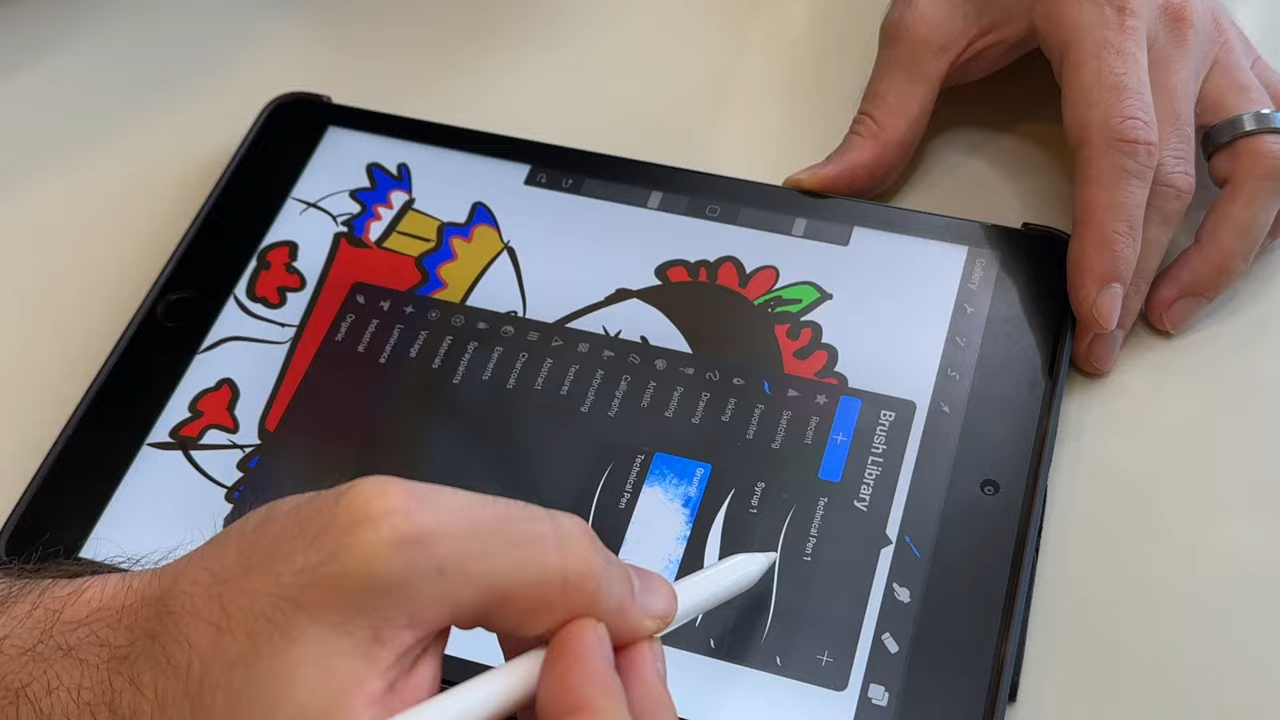 Gallery
Brush Library
Recent
Sketching
Favorites
Inking
Drawing
Painting
Artistic
Calligraphy
Airbrushing
Textures
Abstract
Charcoals
Elements
Spraypaints
Materials
Vintage
Luminance
Industrial
Organic
Technical Pen 1
Syrup 1
Grunge
Technical Pen